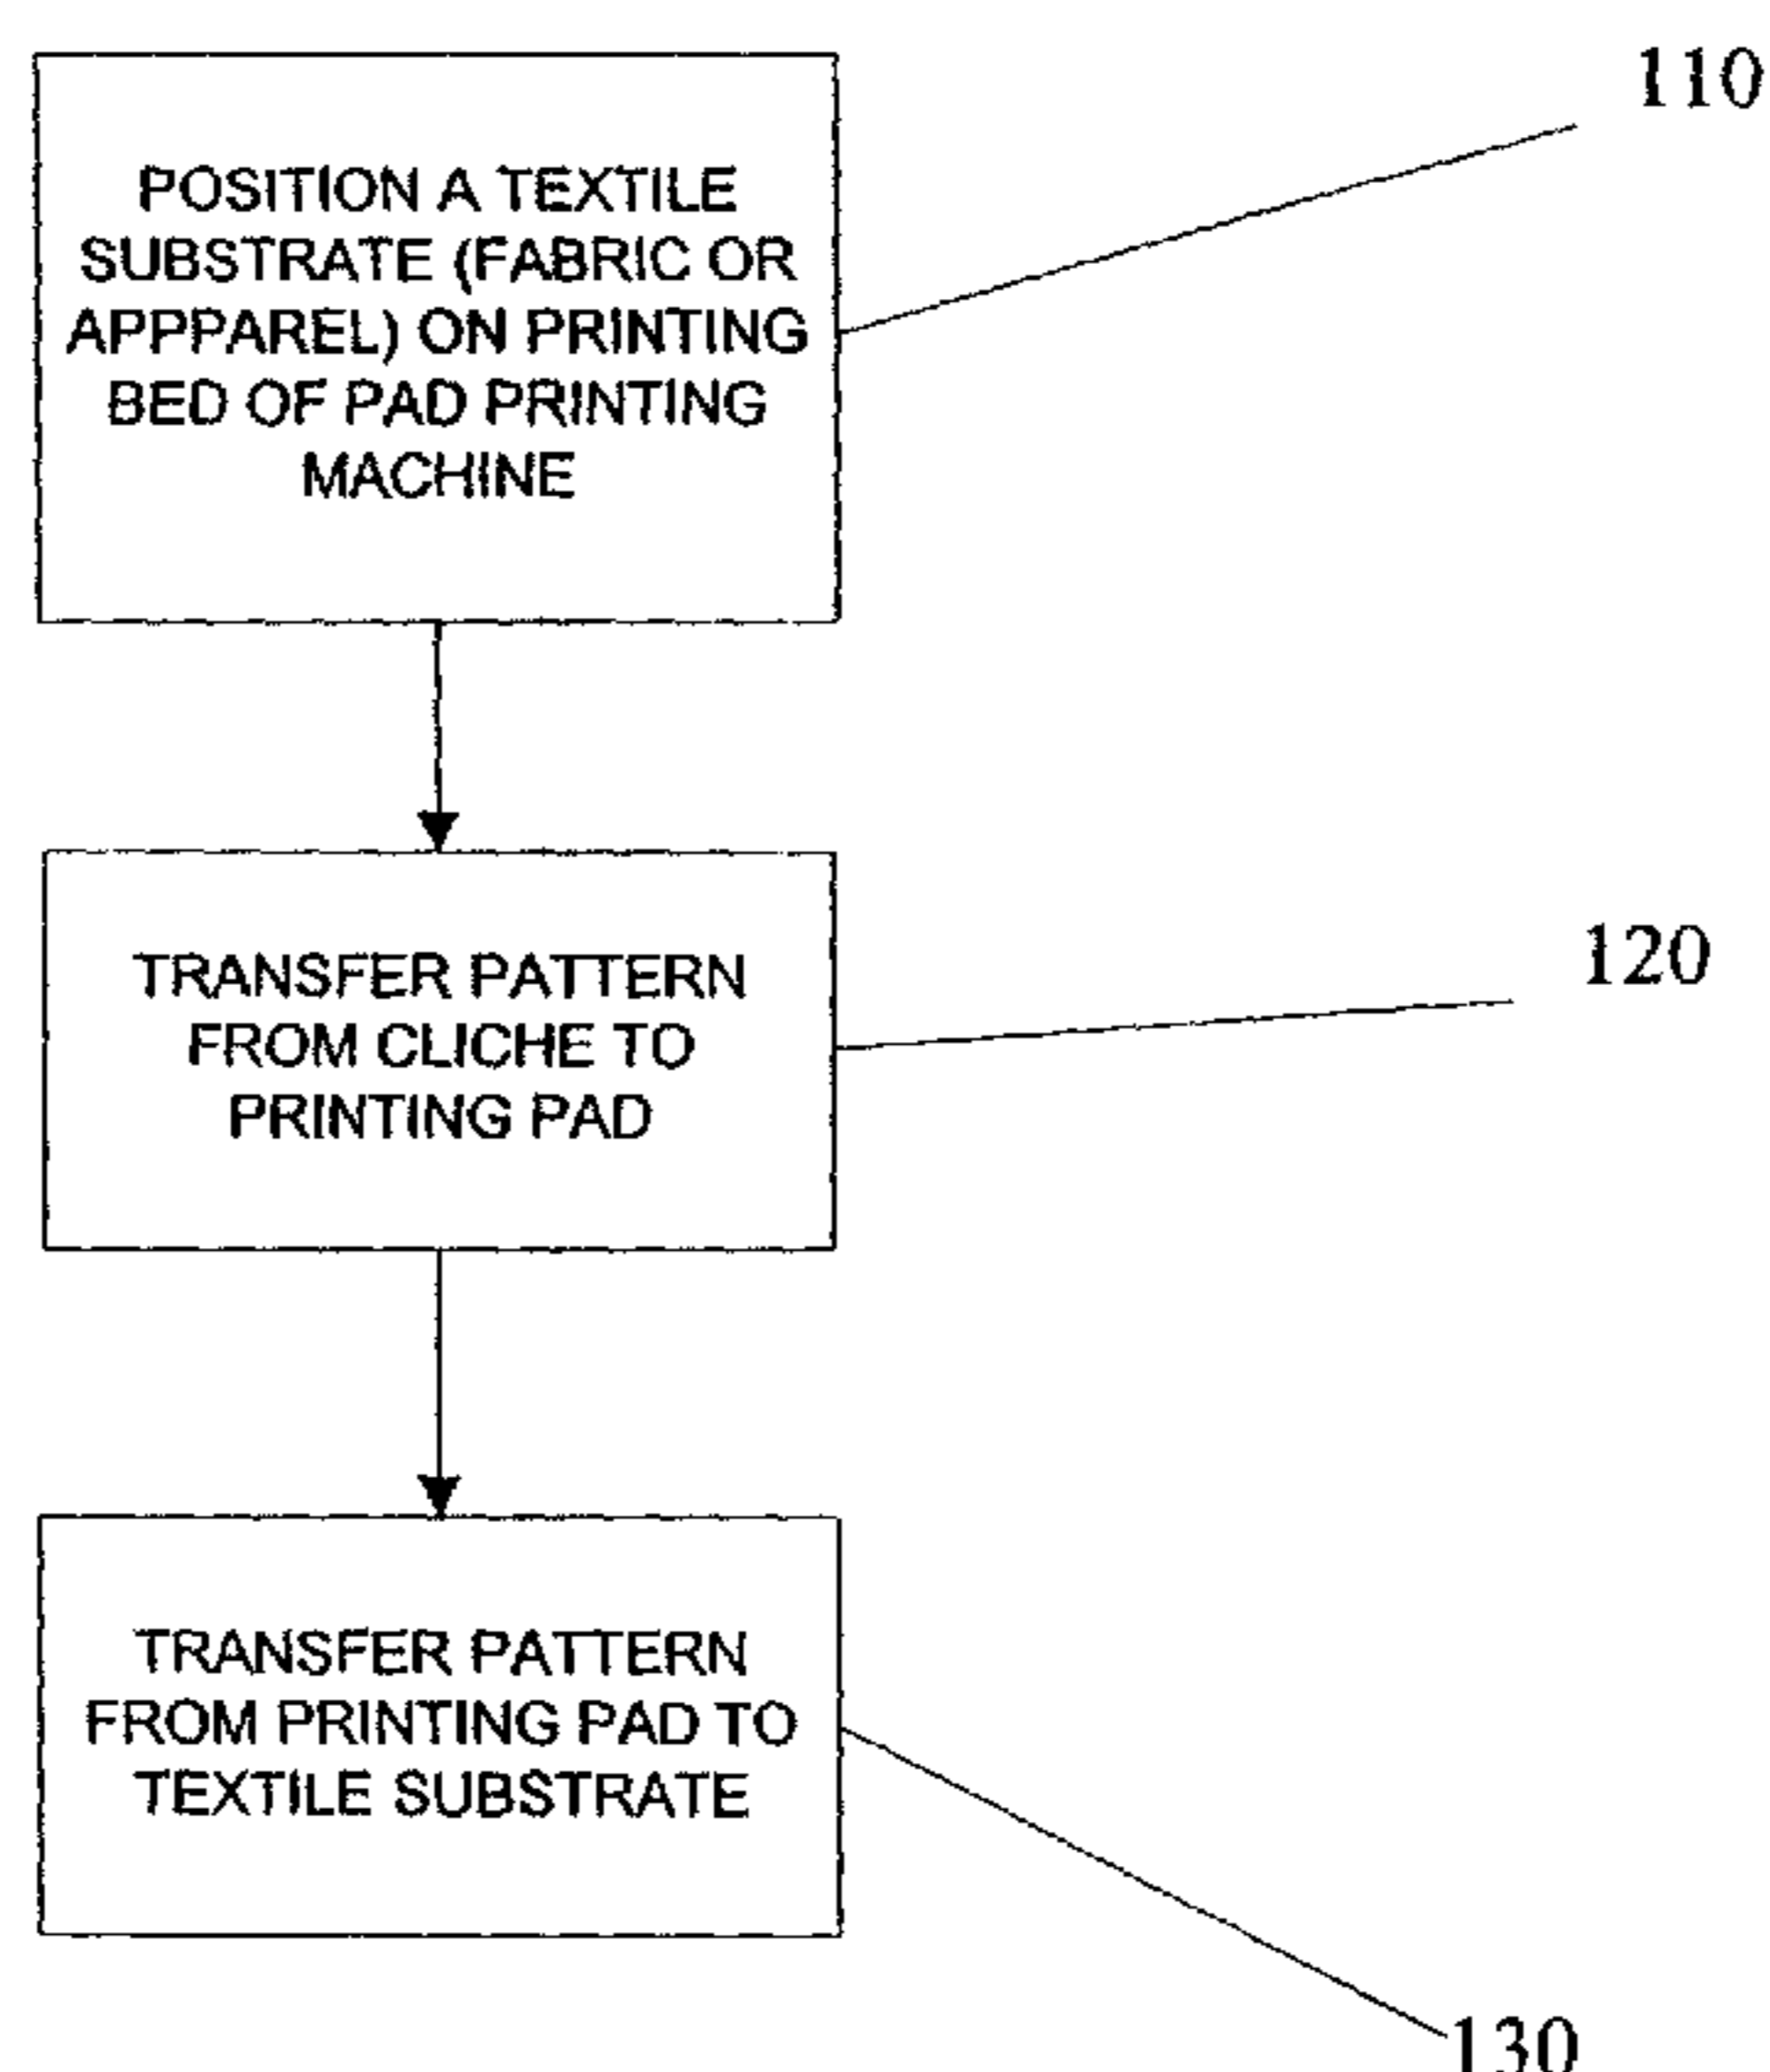 110
POSITION A TEXTILE
SUBSTRATE (FABRIC OR
APPPAREL) ON PRINTING
BED OF PAD PRINTING
MACHINE
120
TRANSFER PATTERN
FROM CLICHE TO
PRINTING PAD
TRANSFER PATTERN
FROM PRINTING PAD TO
TEXTILE SUBSTRATE
130